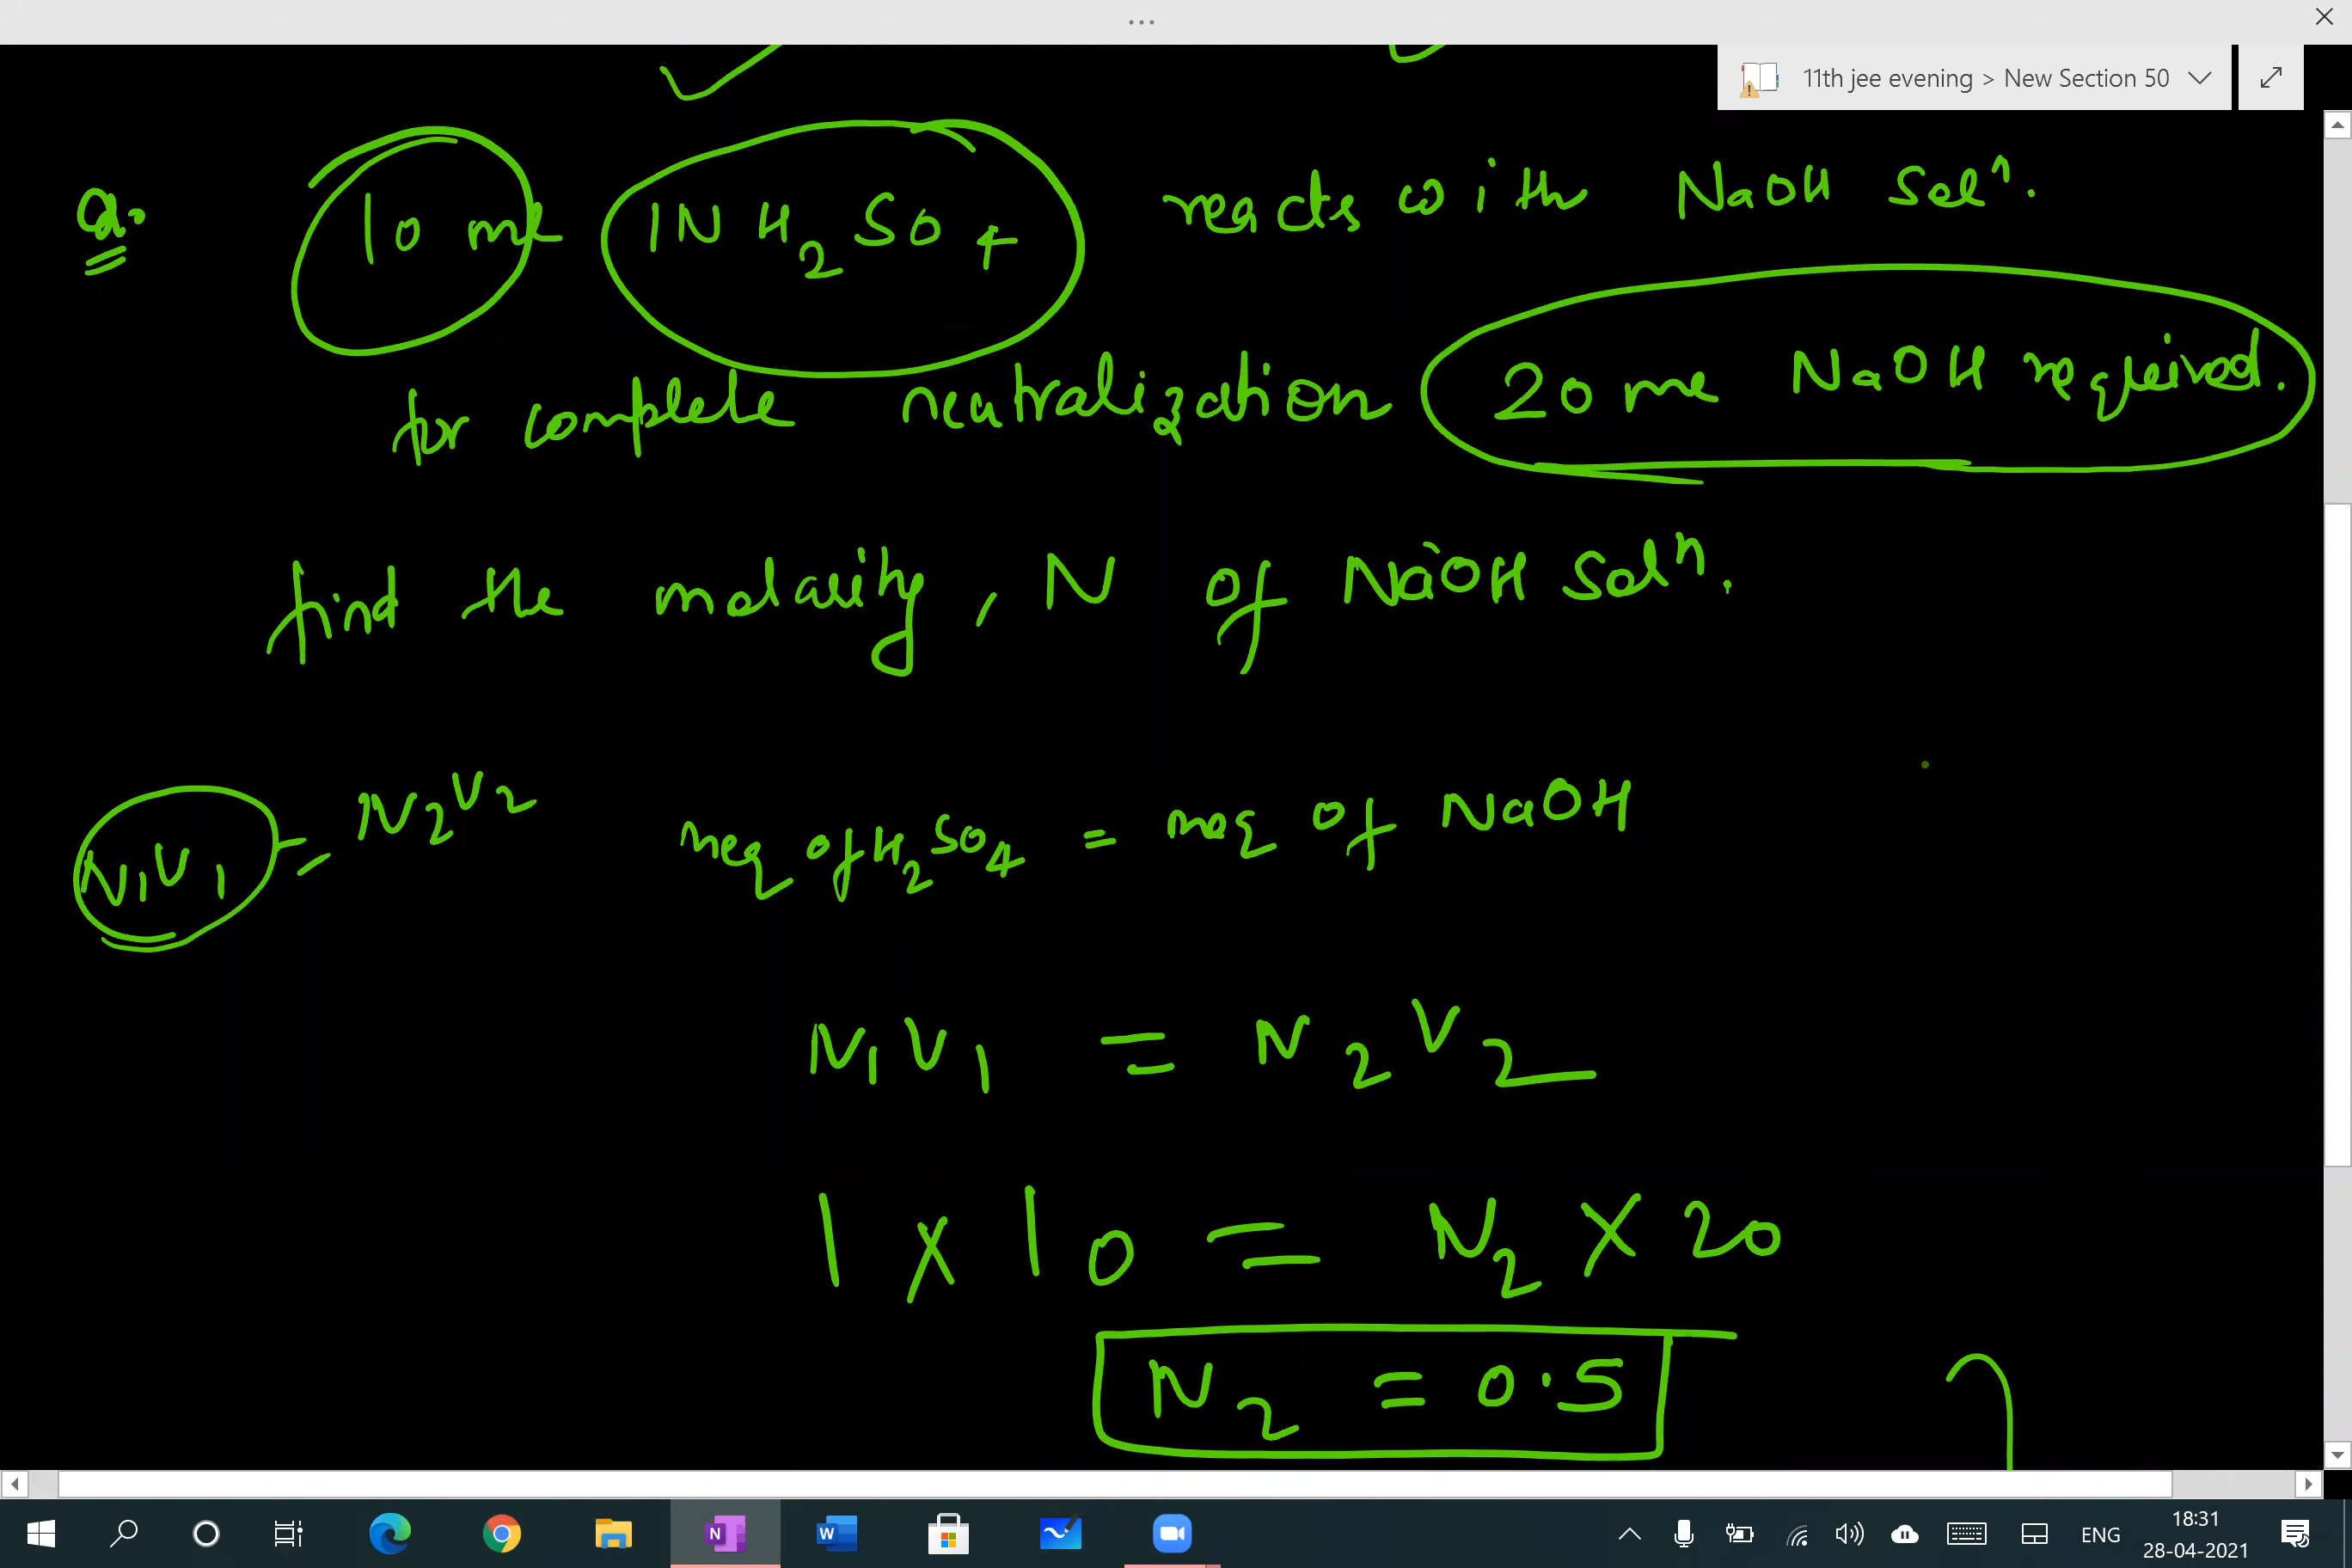 11th jee evening > New Section 50
Q. 10 ml 1N H2SO4 reacts with NaOH Solⁿ.
for complete neutralization 20 ml NaOH required.
find the molarity, N of NaOH Solⁿ.
N1V1 = N2V2
meq of H2SO4 = meq of NaOH
N1V1 = N2V2
1 x 10 = N2 x 20
N2 = 0.5
ENG
18:31
28-04-2021